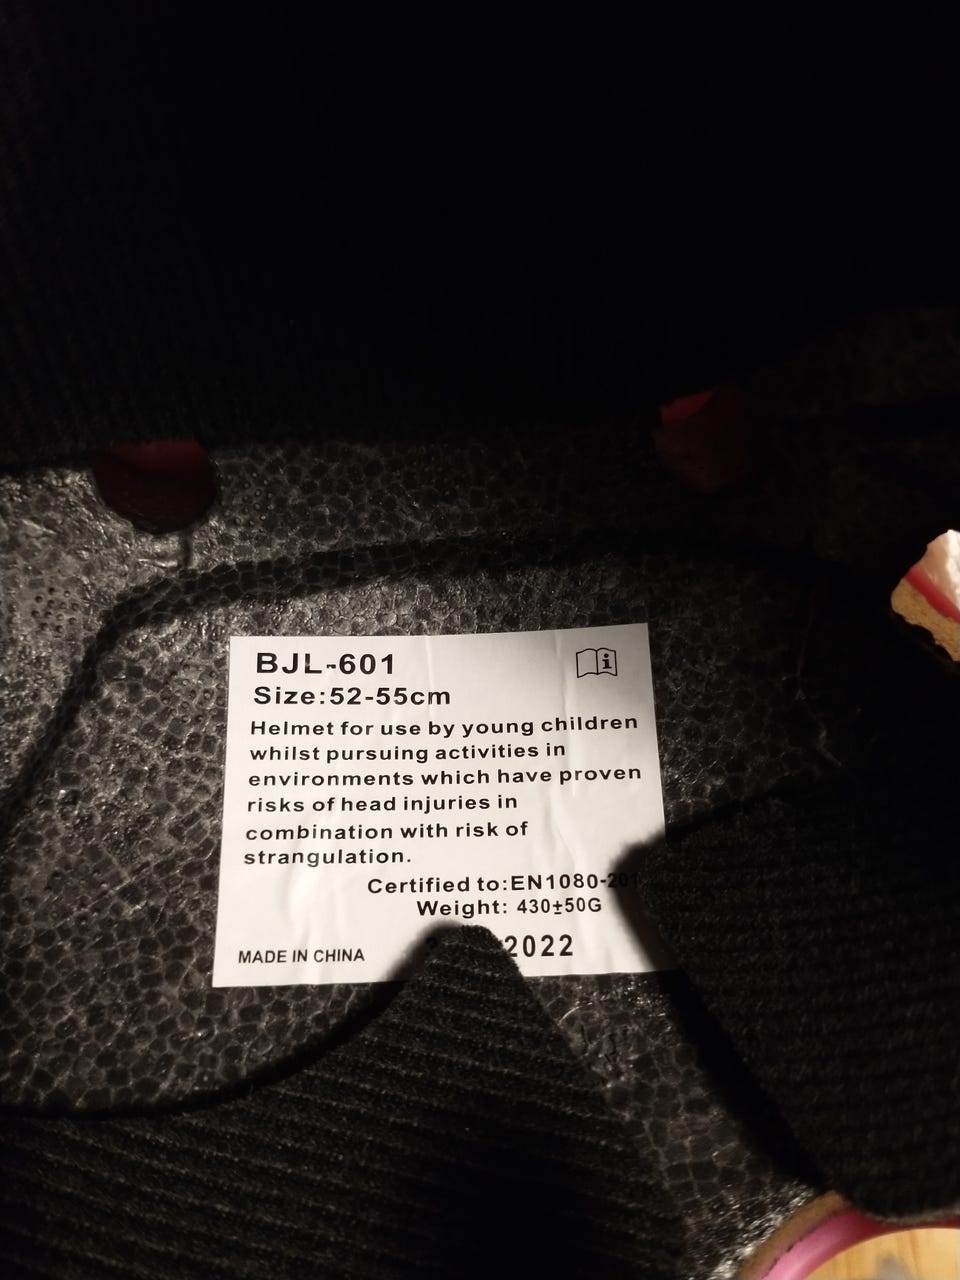 BJL-601
Size:52-55cm
Helmet for use by young children
whilst pursuing activities in
environments which have proven
risks of head injuries in
combination with risk of
strangulation.
Certified to:EN1080-201
Weight: 430±50G
MADE IN CHINA
2022